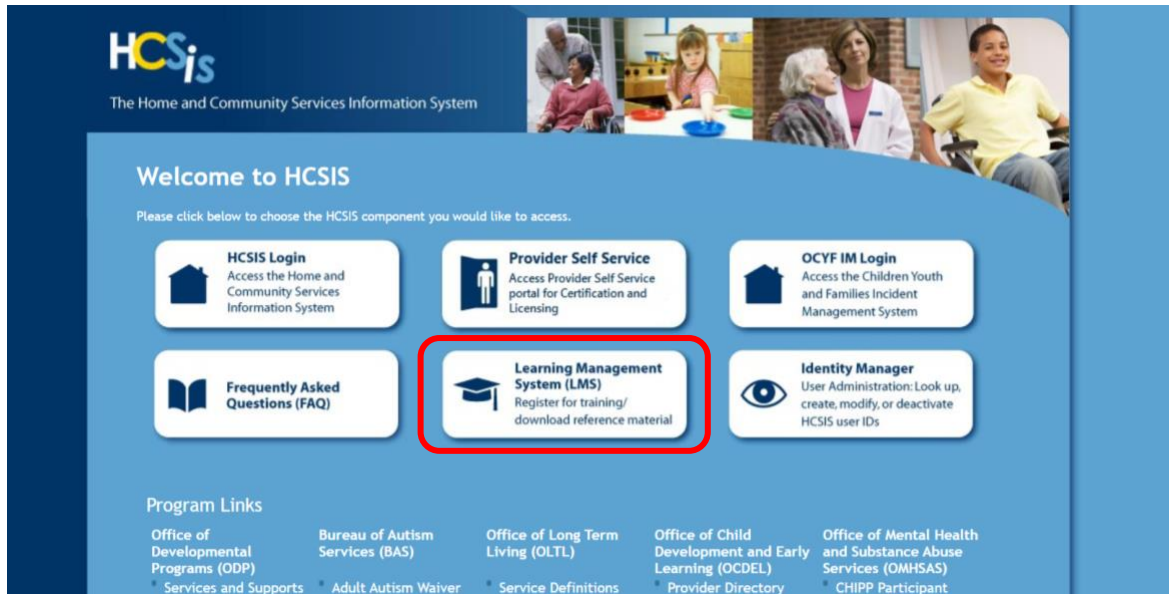 HCSis
The Home and Community Services Information System
Welcome to HCSIS
Please click below to choose the HCSIS component you would like to access.
HCSIS Login
Access the Home and
Community Services
Information System
Provider Self Service
Access Provider Self Service
portal for Certification and
Licensing
OCYF IM Login
Access the Children Youth
and Families Incident
Management System
Frequently Asked
Questions (FAQ)
Learning Management
System (LMS)
Register for training/
download reference material
Identity Manager
User Administration: Look up,
create, modify, or deactivate
HCSIS user IDs
Program Links
Office of
Developmental
Programs (ODP)
Services and Supports
Bureau of Autism
Services (BAS)
Adult Autism Waiver
Office of Long Term
Living (OLTL)
Service Definitions
Office of Child
Development and Early
Learning (OCDEL)
Provider Directory
Office of Mental Health
and Substance Abuse
Services (OMHSAS)
CHIPP Participant